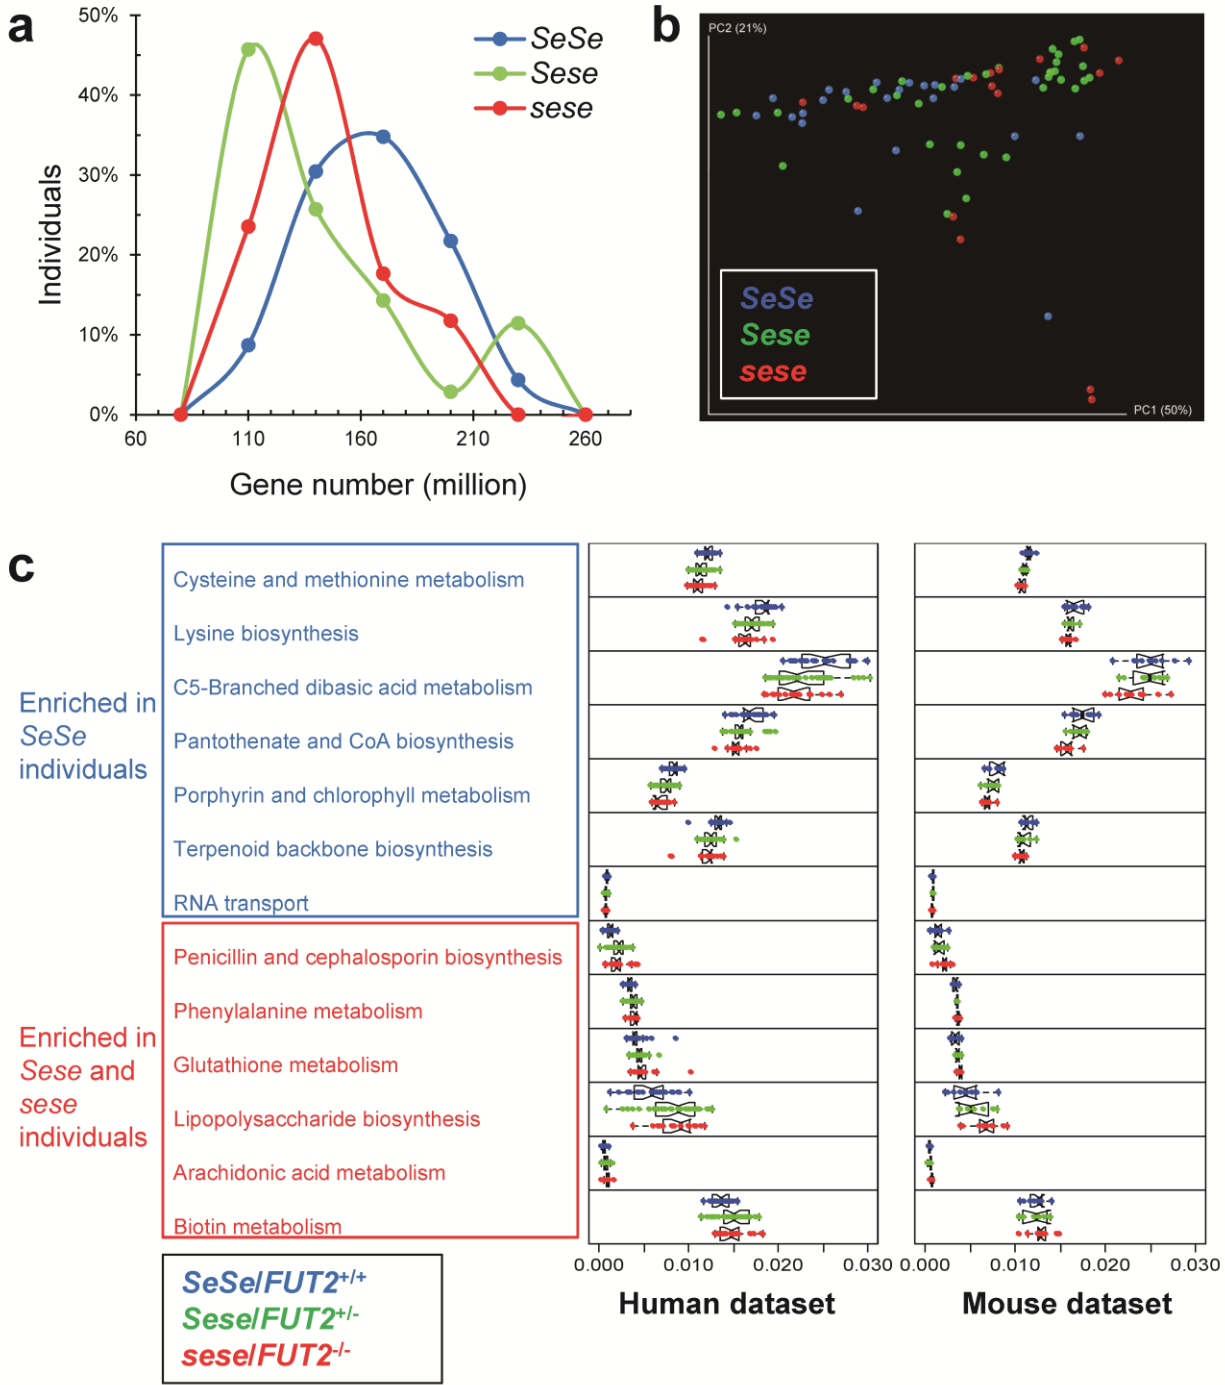 a
50%
40%
30%
20%
10%
0%
Individuals
60
110
160
210
260
Gene number (million)
SeSe
Sese
sese
b
PC2 (21%)
SeSe
Sese
sese
PC1 (50%)
c
Enriched in
SeSe
individuals
Cysteine and methionine metabolism
Lysine biosynthesis
C5-Branched dibasic acid metabolism
Pantothenate and CoA biosynthesis
Porphyrin and chlorophyll metabolism
Terpenoid backbone biosynthesis
RNA transport
Enriched in
Sese and
sese
individuals
Penicillin and cephalosporin biosynthesis
Phenylalanine metabolism
Glutathione metabolism
Lipopolysaccharide biosynthesis
Arachidonic acid metabolism
Biotin metabolism
0.000
0.010
0.020
0.030
Human dataset
0.000
0.010
0.020
0.030
Mouse dataset
SeSe/FUT2+/+
Sese/FUT2+/-
sese/FUT2-/-